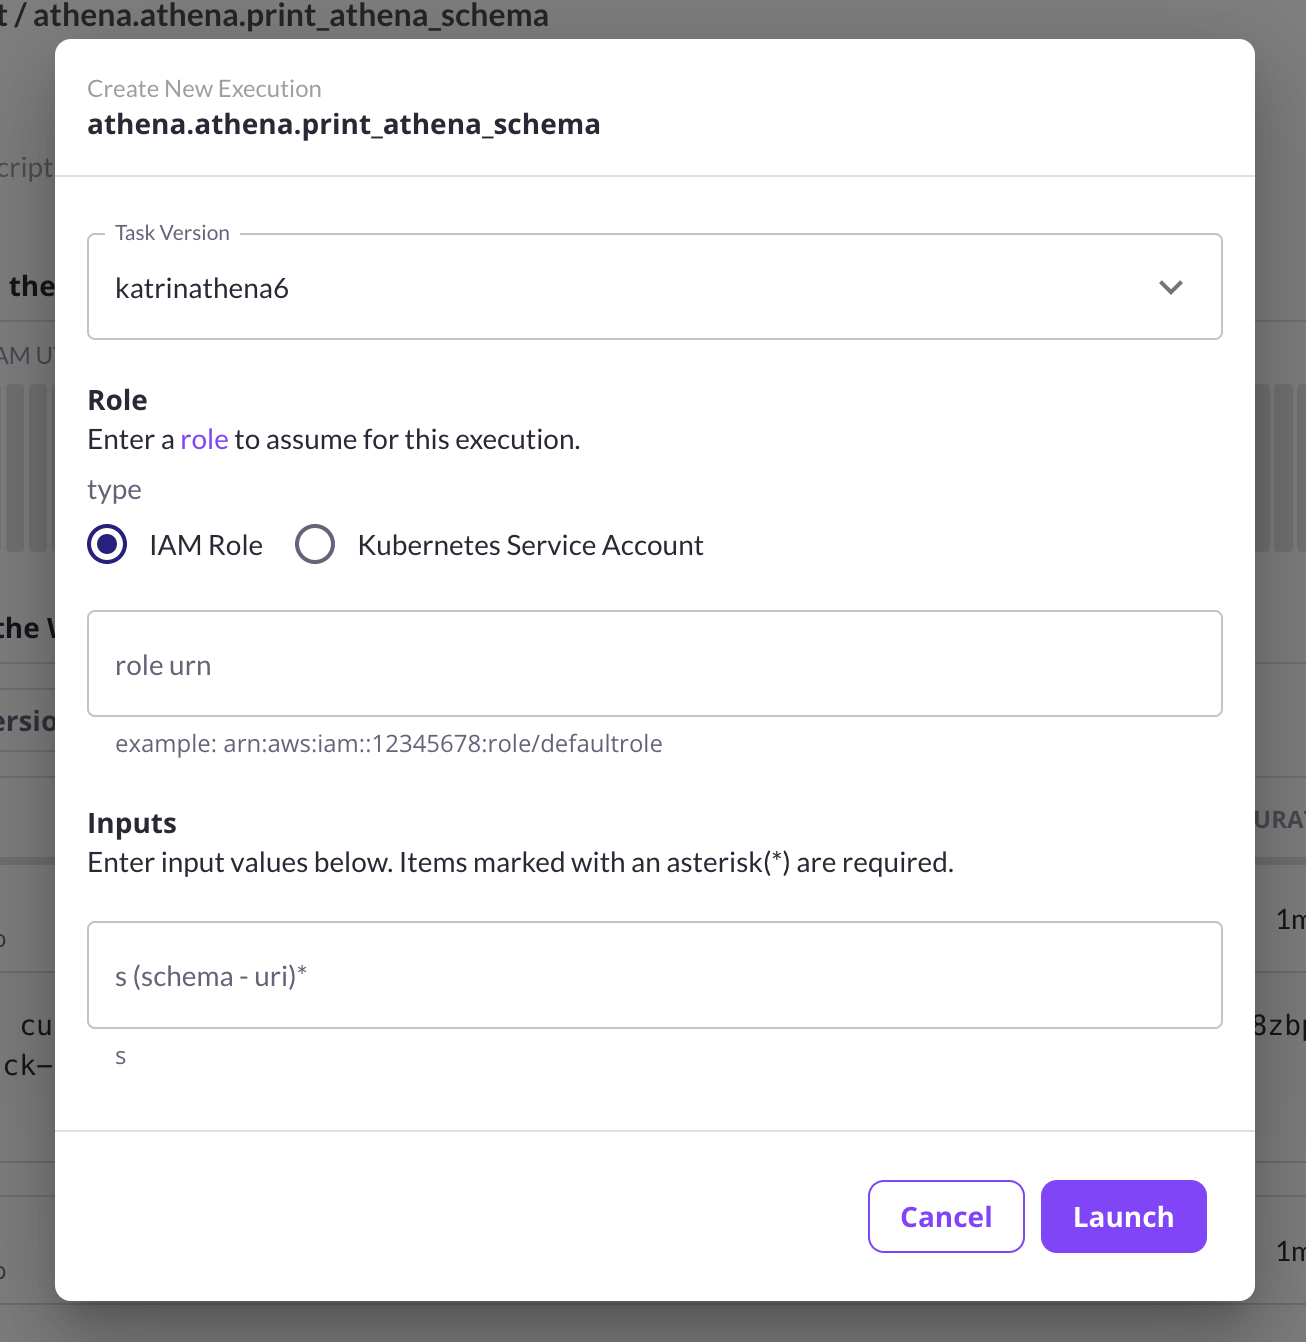 t / athena.athena.print_athena_schema
Create New Execution
athena.athena.print_athena_schema
cript
Task Version
the
katrinathena6
AM U
Role
Enter a role to assume for this execution.
type
IAM Role
Kubernetes Service Account
the
role urn
ersio
example: arn:aws:iam::12345678:role/defaultrole
Inputs
URA
Enter input values below. Items marked with an asterisk(*) are required.
1m
s (schema - uri)*
cu
8zbp
s
ck-
Cancel
Launch
1m